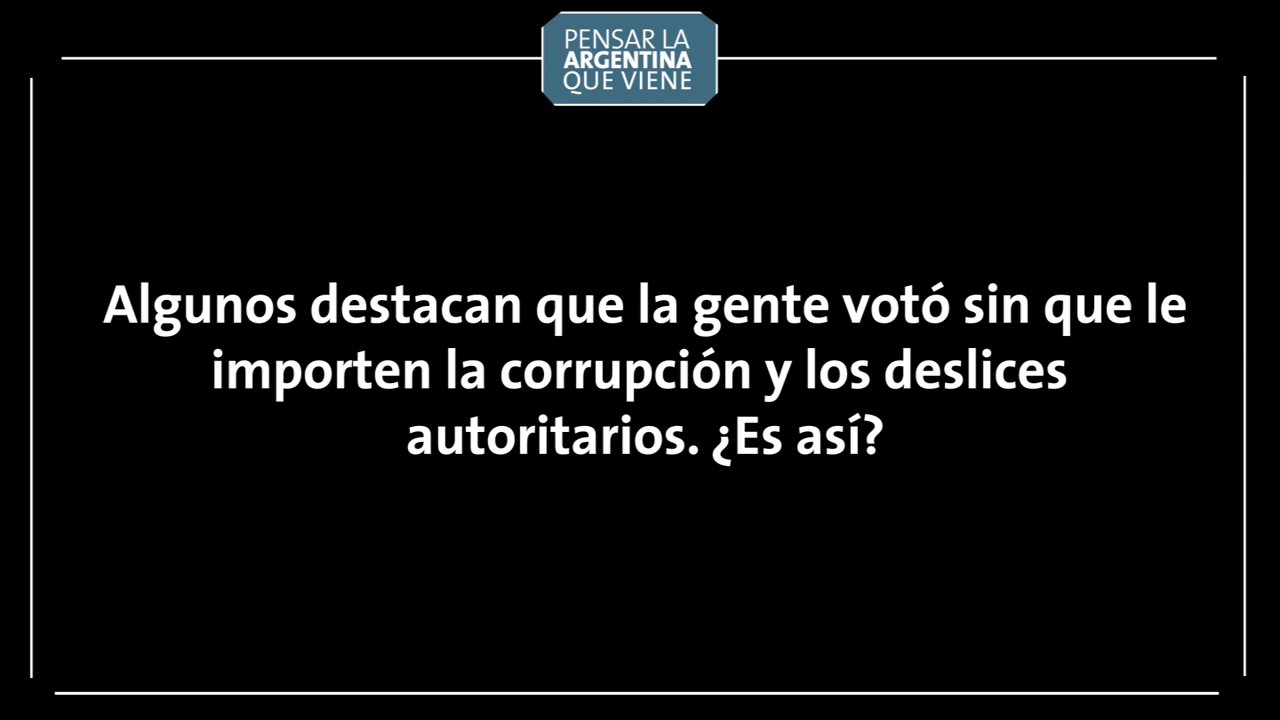 PENSAR LA
ARGENTINA
QUE VIENE
Algunos destacan que la gente votó sin que le
importen la corrupción y los deslices
autoritarios. ¿Es así?